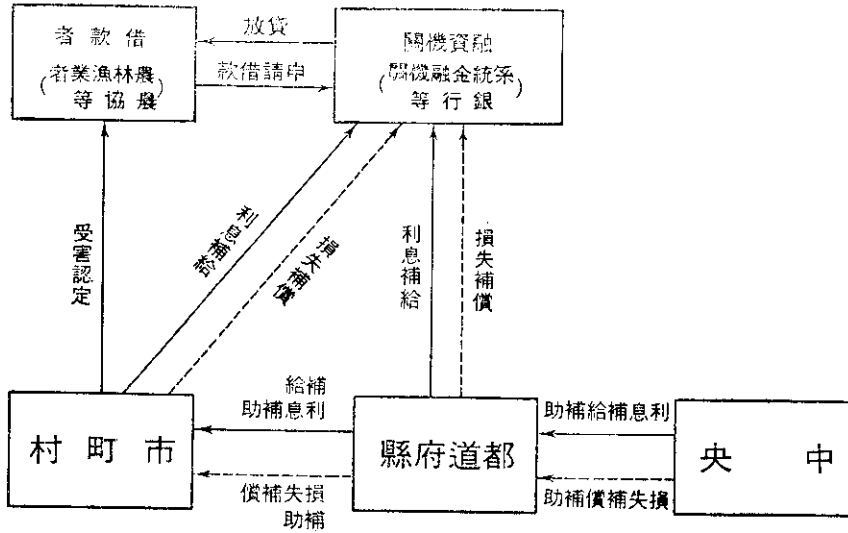 借款者
(農林漁業者
農協等)
貸放
申請借款
融資機關
(系統金融機關
銀行等)
受害認定
利息補給
損失補償
利息補給
損失補償
市町村
補給
利息補助
損失補償
補助
都道府縣
利息補給補助
損失補償補助
中央